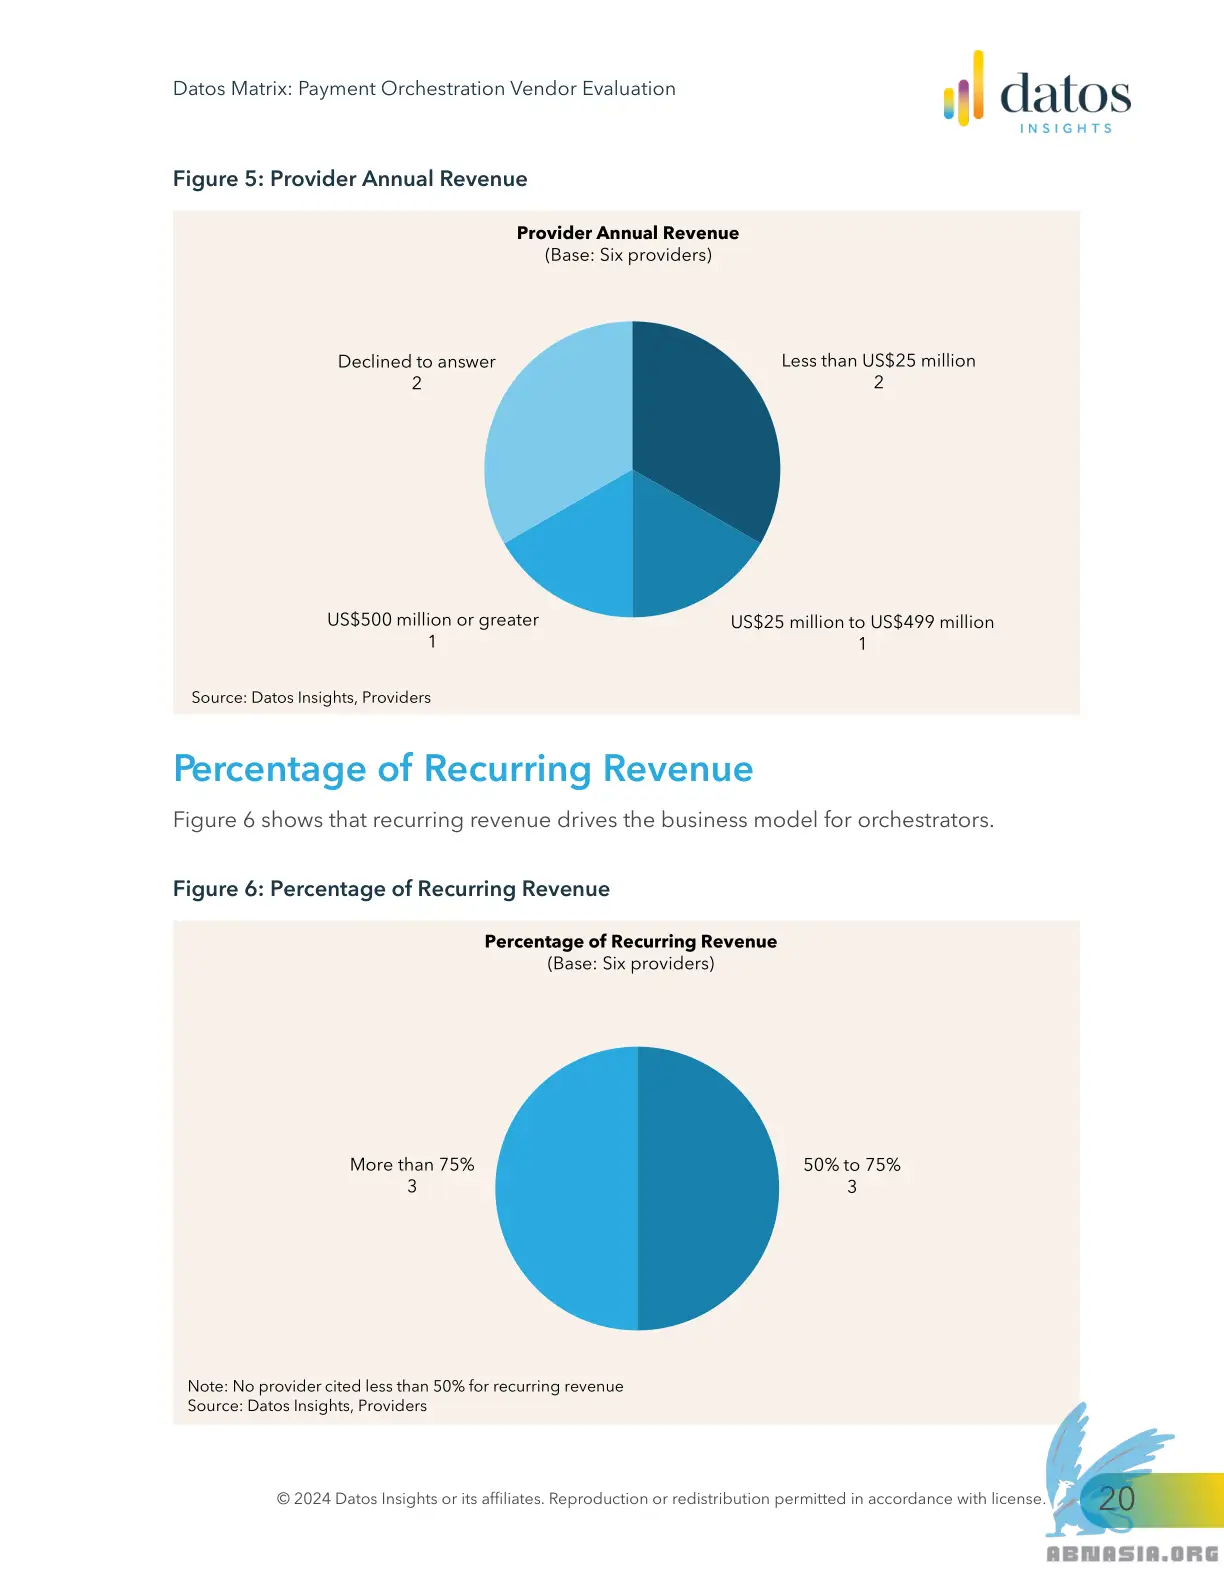 Datos Matrix: Payment Orchestration Vendor Evaluation
datos
INSIGHTS
Figure 5: Provider Annual Revenue
Provider Annual Revenue
(Base: Six providers)
Declined to answer
2
Less than US$25 million
2
US$500 million or greater
1
US$25 million to US$499 million
1
Source: Datos Insights, Providers
Percentage of Recurring Revenue
Figure 6 shows that recurring revenue drives the business model for orchestrators.
Figure 6: Percentage of Recurring Revenue
Percentage of Recurring Revenue
(Base: Six providers)
More than 75%
3
50% to 75%
3
Note: No provider cited less than 50% for recurring revenue
Source: Datos Insights, Providers
© 2024 Datos Insights or its affiliates. Reproduction or redistribution permitted in accordance with license.
20
ABNASIA.ORG